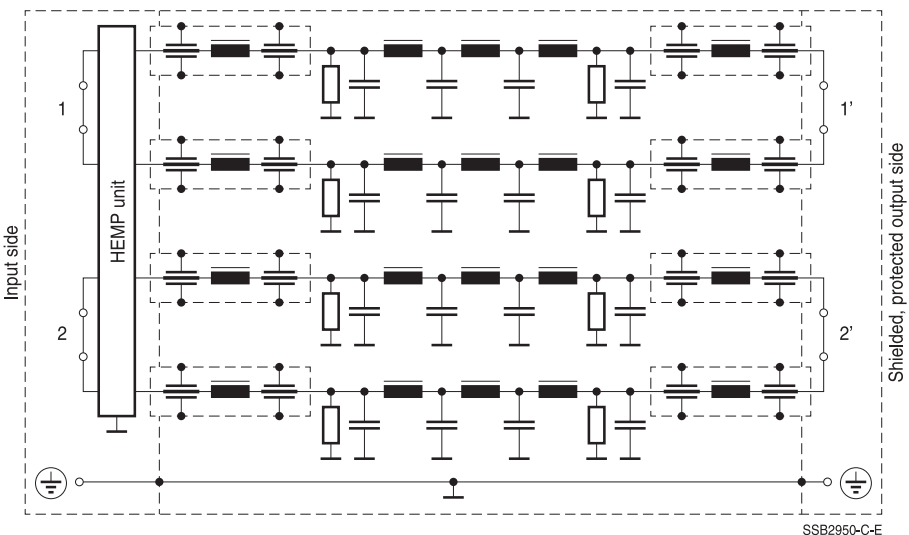 Input side
1
HEMP unit
2
1'
2'
Shielded, protected output side
SSB2950-C-E